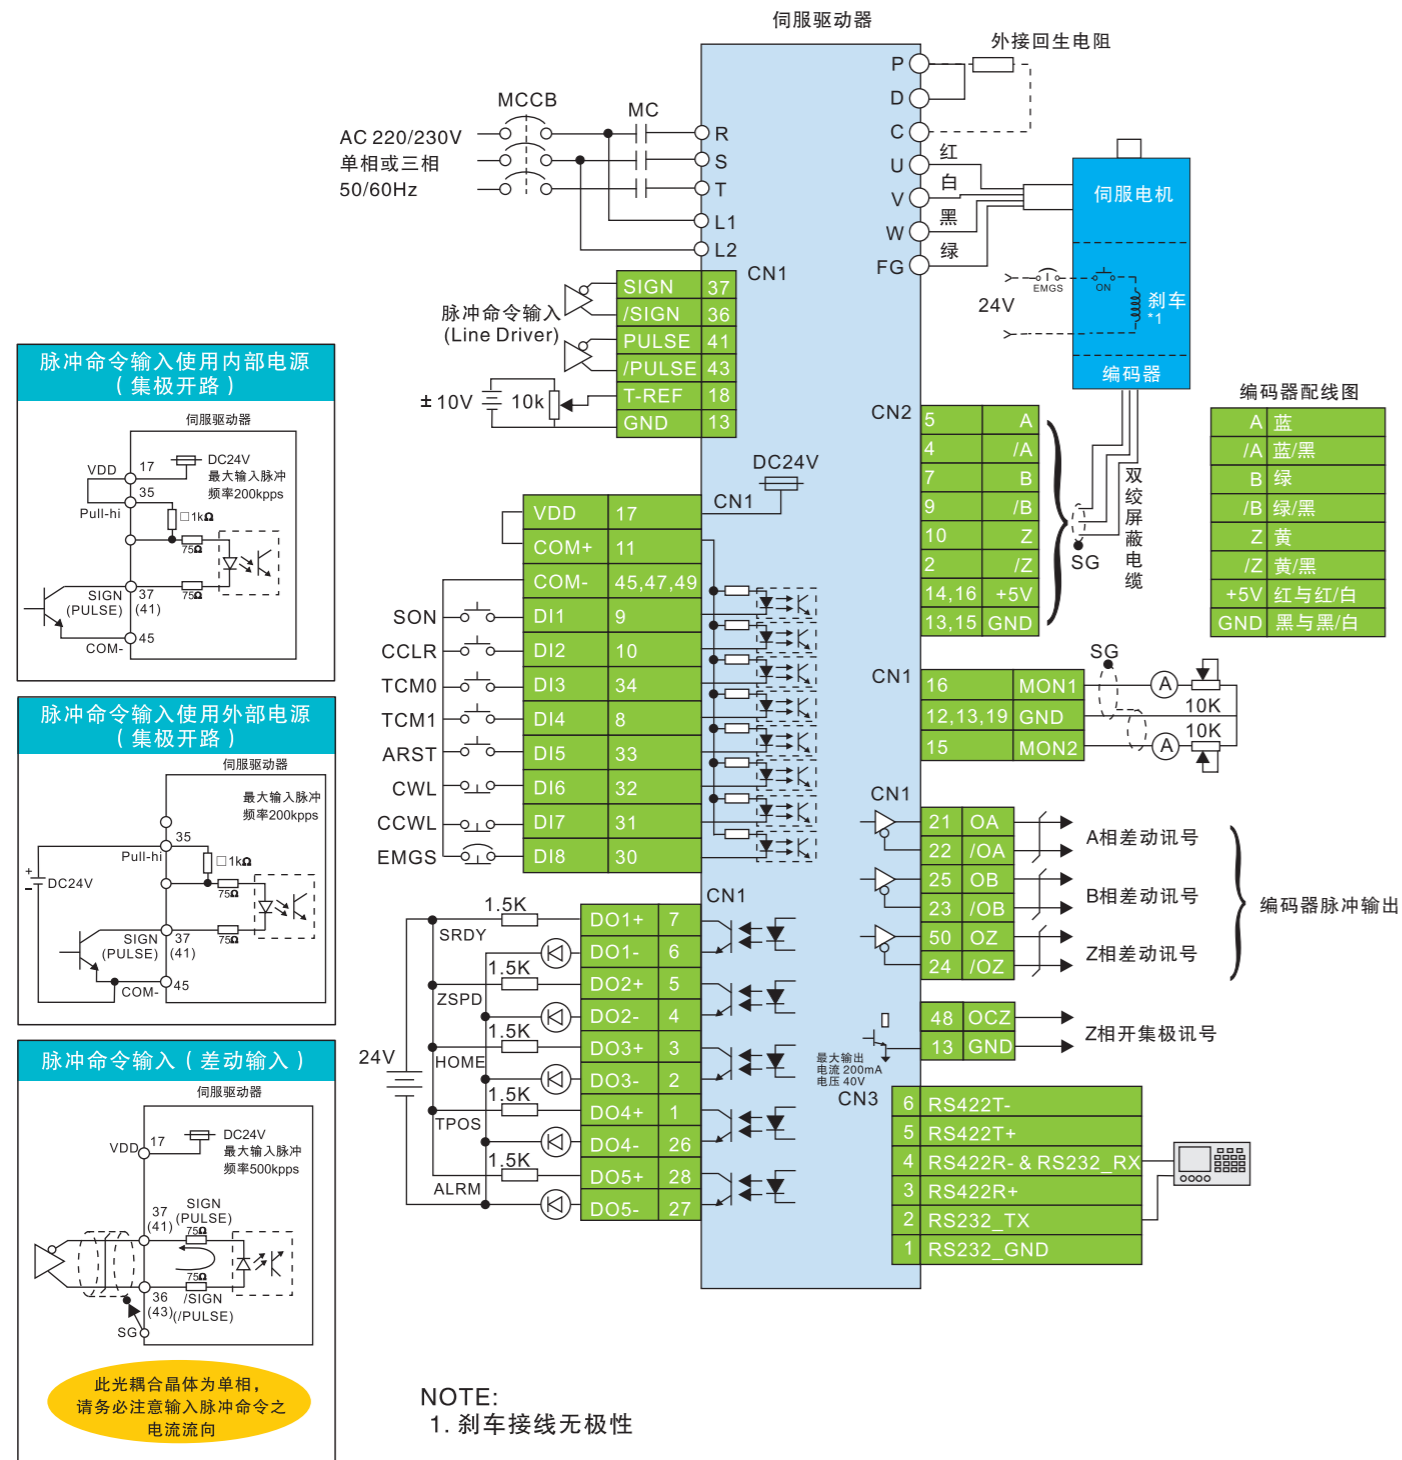 伺服驱动器
外接回生电阻
P
D
C
MCCB
MC
AC 220/230V
单相或三相
50/60Hz
R
S
T
L1
L2
U
V
W
FG
红
白
黑
绿
伺服电机
24V
EMGS
ON
刹车
*1
编码器
CN1
脉冲命令输入
(Line Driver)
SIGN 37
/SIGN 36
PULSE 41
/PULSE 43
T-REF 18
GND 13
±10V
10k
CN2
5 A
4 /A
7 B
9 /B
10 Z
2 /Z
14,16 +5V
13,15 GND
SG
双绞屏蔽电缆
编码器配线图
A 蓝
/A 蓝/黑
B 绿
/B 绿/黑
Z 黄
/Z 黄/黑
+5V 红与红/白
GND 黑与黑/白
DC24V
CN1
VDD 17
COM+ 11
COM- 45,47,49
SON DI1 9
CCLR DI2 10
TCM0 DI3 34
TCM1 DI4 8
ARST DI5 33
CWL DI6 32
CCWL DI7 31
EMGS DI8 30
CN1
SG
16 MON1
12,13,19 GND
15 MON2
A
10K
A
10K
CN1
21 OA
22 /OA
25 OB
23 /OB
50 OZ
24 /OZ
A相差动讯号
B相差动讯号
Z相差动讯号
编码器脉冲输出
48 OCZ
13 GND
Z相开集极讯号
最大输出
电流 200mA
电压 40V
CN1
24V
1.5K
SRDY
DO1+ 7
DO1- 6
1.5K
ZSPD
DO2+ 5
DO2- 4
1.5K
HOME
DO3+ 3
DO3- 2
1.5K
TPOS
DO4+ 1
DO4- 26
1.5K
ALRM
DO5+ 28
DO5- 27
CN3
6 RS422T-
5 RS422T+
4 RS422R- & RS232_RX
3 RS422R+
2 RS232_TX
1 RS232_GND
脉冲命令输入使用内部电源
（集极开路）
伺服驱动器
VDD
17
DC24V
最大输入脉冲
频率200kpps
35
Pull-hi
□1kΩ
75Ω
75Ω
SIGN
(PULSE)
37
(41)
45
COM-
脉冲命令输入使用外部电源
（集极开路）
伺服驱动器
最大输入脉冲
频率200kpps
35
Pull-hi
□1kΩ
+
-
DC24V
75Ω
75Ω
SIGN
(PULSE)
37
(41)
COM-
45
脉冲命令输入（差动输入）
伺服驱动器
VDD
17
DC24V
最大输入脉冲
频率500kpps
SIGN
(PULSE)
37
(41)
75Ω
75Ω
36
(43)
/SIGN
(/PULSE)
SG
此光耦合晶体为单相，
请务必注意输入脉冲命令之
电流流向
NOTE:
1. 刹车接线无极性